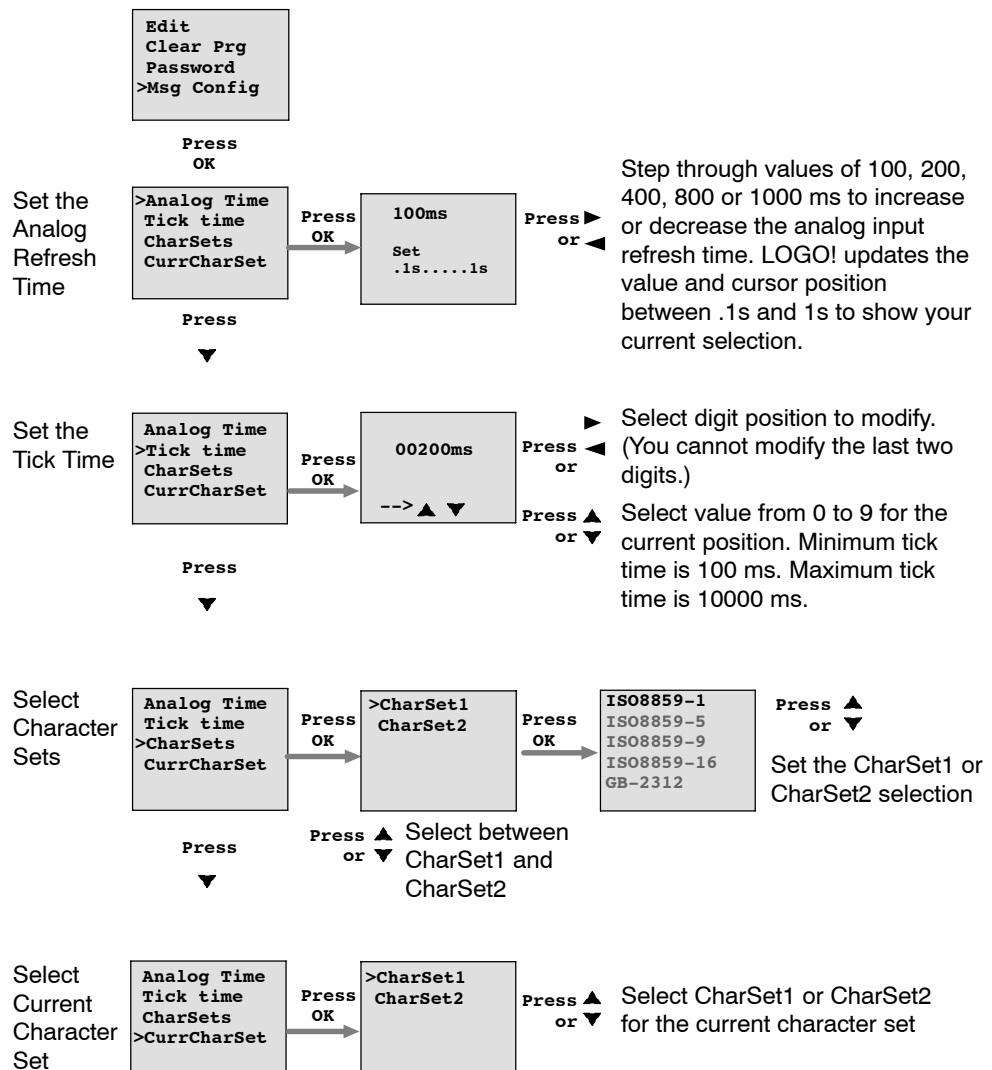 Edit
Clear Prg
Password
>Msg Config
Press
OK
Set the
Analog
Refresh
Time
>Analog Time
Tick time
CharSets
CurrCharSet
Press
OK
100ms
Set
.1s.....1s
Press ►
or ◄
Step through values of 100, 200,
400, 800 or 1000 ms to increase
or decrease the analog input
refresh time. LOGO! updates the
value and cursor position
between .1s and 1s to show your
current selection.
Press
▼
Set the
Tick Time
Analog Time
>Tick time
CharSets
CurrCharSet
Press
OK
00200ms
--> ▲ ▼
►
Press ◄
or
Select digit position to modify.
(You cannot modify the last two
digits.)
Press ▲
or ▼
Select value from 0 to 9 for the
current position. Minimum tick
time is 100 ms. Maximum tick
time is 10000 ms.
Press
▼
Select
Character
Sets
Analog Time
Tick time
>CharSets
CurrCharSet
Press
OK
>CharSet1
CharSet2
Press
OK
ISO8859-1
ISO8859-5
ISO8859-9
ISO8859-16
GB-2312
Press ▲
or ▼
Set the CharSet1 or
CharSet2 selection
Press ▲
or ▼
Select between
CharSet1 and
CharSet2
Press
▼
Select
Current
Character
Set
Analog Time
Tick time
CharSets
>CurrCharSet
Press
OK
>CharSet1
CharSet2
Press ▲
or ▼
Select CharSet1 or CharSet2
for the current character set